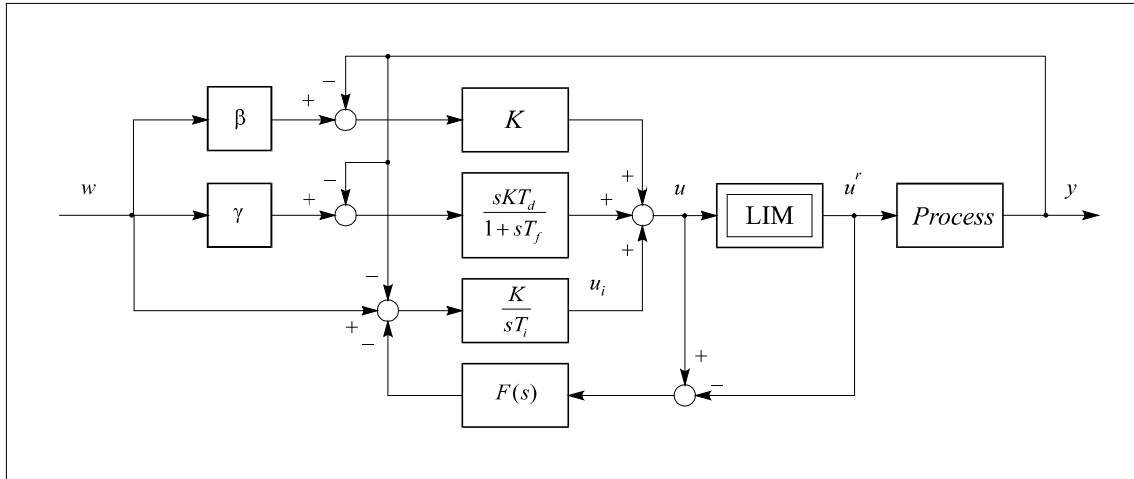 −
β
+
K
−
w
γ
+
sKT_d
1 + sT_f
+
+
+
u
LIM
u^r
Process
y
−
+
−
K
sT_i
u_i
F(s)
+
−